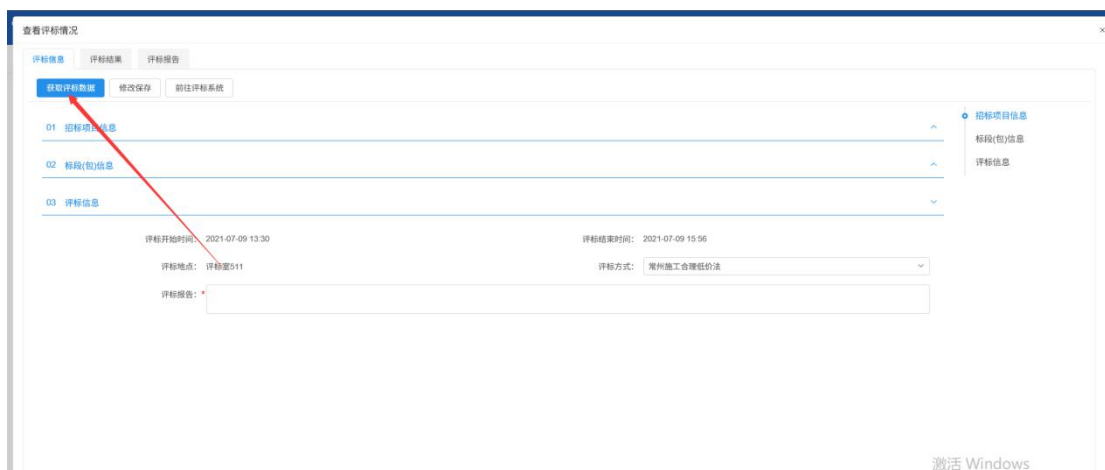 查看评标情况
×
评标信息 评标结果 评标报告
获取评标数据 修改保存 前往评标系统
01 招标项目信息
02 标段(包)信息
03 评标信息
评标开始时间: 2021-07-09 13:30 评标结束时间: 2021-07-09 15:56
评标地点: 评标室511 评标方式: 常州施工合理低价法
评标报告: *
招标项目信息
标段(包)信息
评标信息
激活 Windows